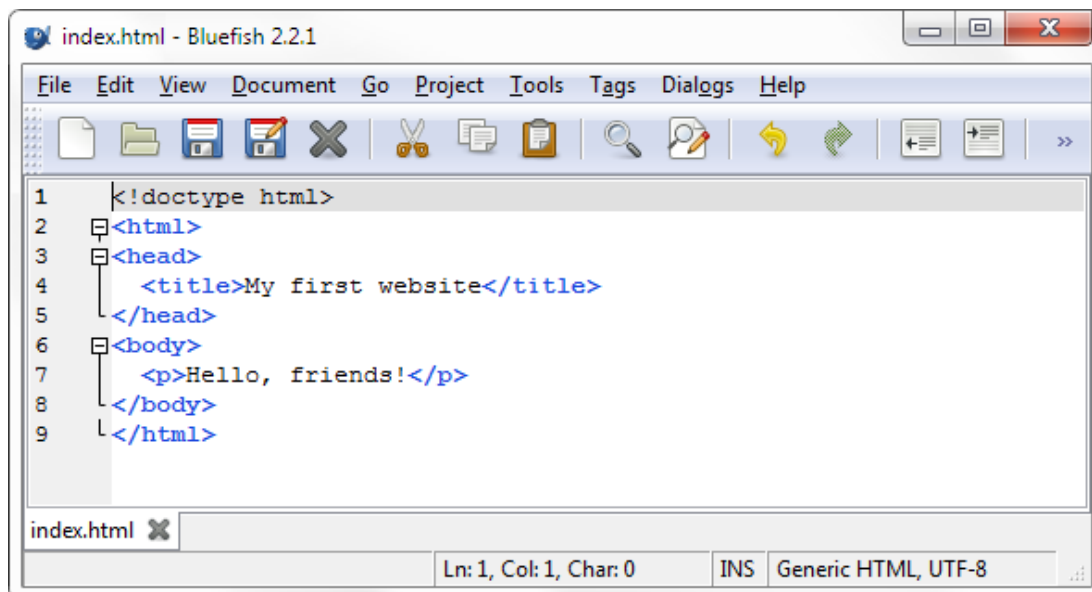 index.html - Bluefish 2.2.1
File Edit View Document Go Project Tools Tags Dialogs Help
»
1 <!doctype html>
2 <html>
3 <head>
4 <title>My first website</title>
5 </head>
6 <body>
7 <p>Hello, friends!</p>
8 </body>
9 </html>
index.html
Ln: 1, Col: 1, Char: 0 INS Generic HTML, UTF-8